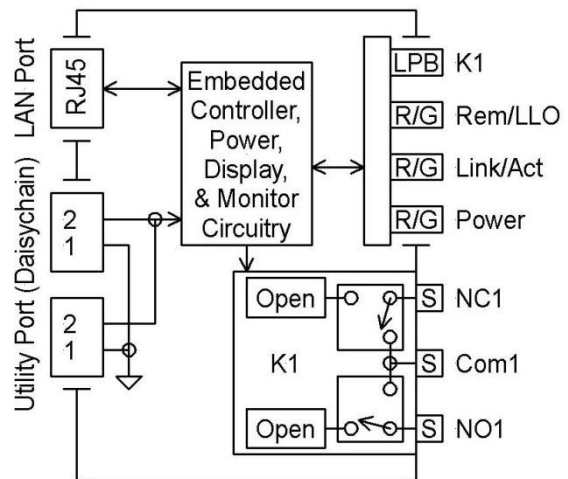 LAN Port
RJ45
Embedded
Controller,
Power,
Display,
& Monitor
Circuitry
LPB K1
R/G Rem/LLO
R/G Link/Act
R/G Power
Utility Port (Daisychain)
2
1
2
1
Open
S NC1
K1
S Com1
Open
S NO1